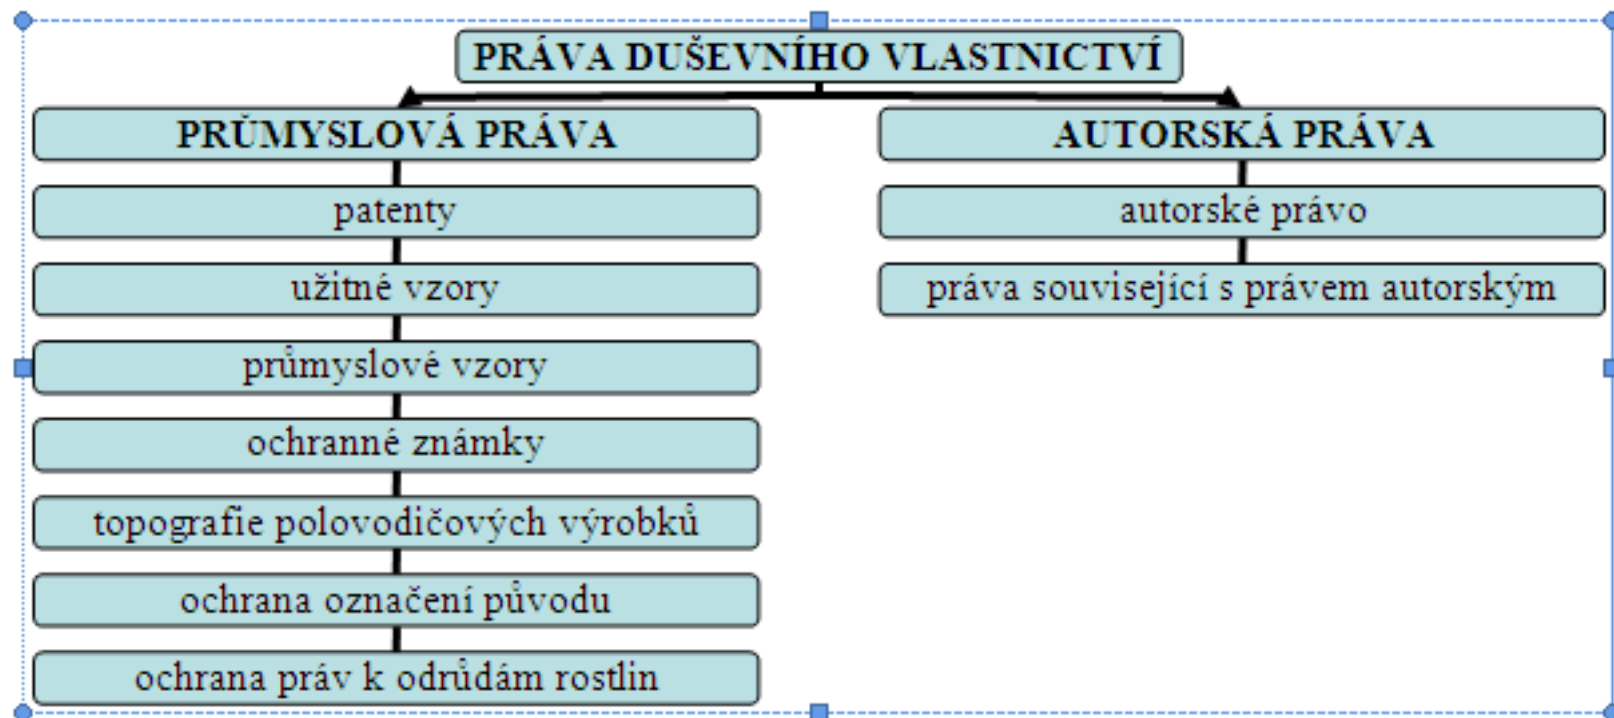 PRÁVA DUŠEVNÍHO VLASTNICTVÍ
PRŮMYSLOVÁ PRÁVA
patenty
užitné vzory
průmyslové vzory
ochranné známky
topografie polovodičových výrobků
ochrana označení původu
ochrana práv k odrůdám rostlin
AUTORSKÁ PRÁVA
autorské právo
práva související s právem autorským